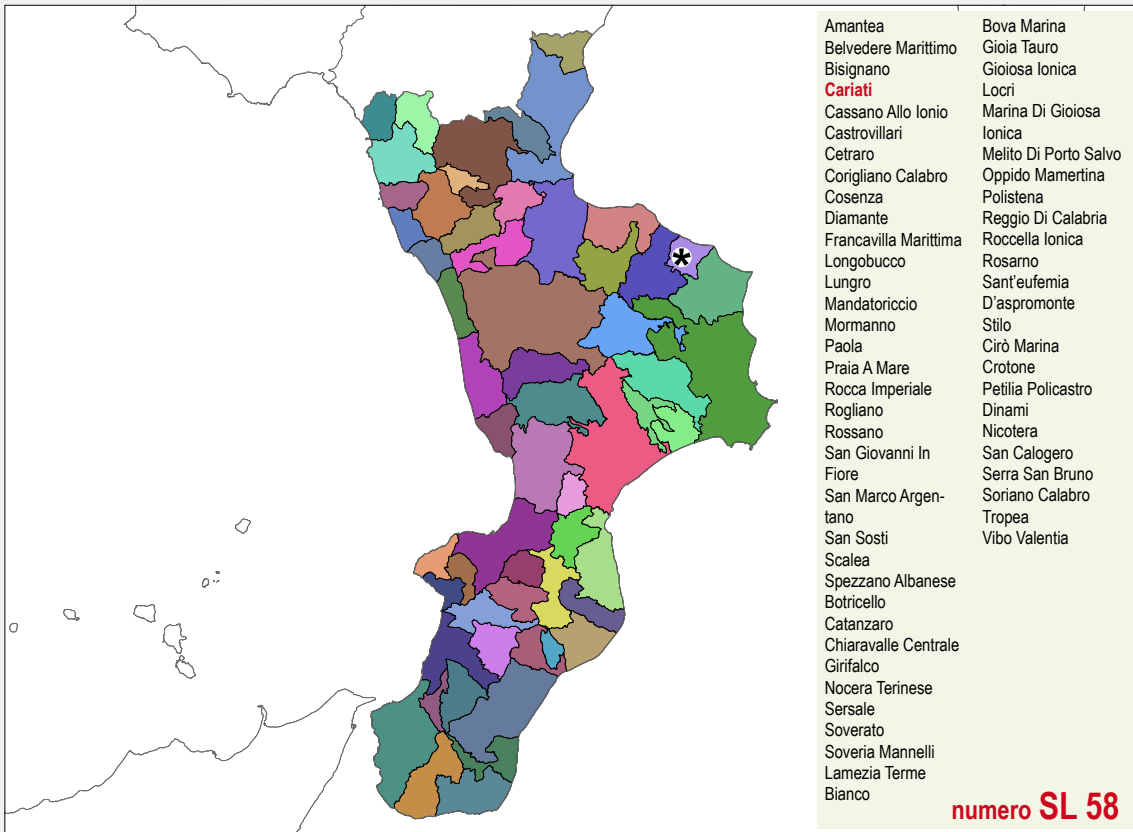 Amantea
Belvedere Marittimo
Bisignano
Cariati
Cassano Allo Ionio
Castrovillari
Cetraro
Corigliano Calabro
Cosenza
Diamante
Francavilla Marittima
Longobucco
Lungro
Mandatoriccio
Mormanno
Paola
Praia A Mare
Rocca Imperiale
Rogliano
Rossano
San Giovanni In
Fiore
San Marco Argen-
tano
San Sosti
Scalea
Spezzano Albanese
Botricello
Catanzaro
Chiaravalle Centrale
Girifalco
Nocera Terinese
Sersale
Soverato
Soveria Mannelli
Lamezia Terme
Bianco
Bova Marina
Gioia Tauro
Gioiosa Ionica
Locri
Marina Di Gioiosa
Ionica
Melito Di Porto Salvo
Oppido Mamertina
Polistena
Reggio Di Calabria
Roccella Ionica
Rosarno
Sant'eufemia
D'aspromonte
Stilo
Cirò Marina
Crotone
Petilia Policastro
Dinami
Nicotera
San Calogero
Serra San Bruno
Soriano Calabro
Tropea
Vibo Valentia
numero SL 58
*